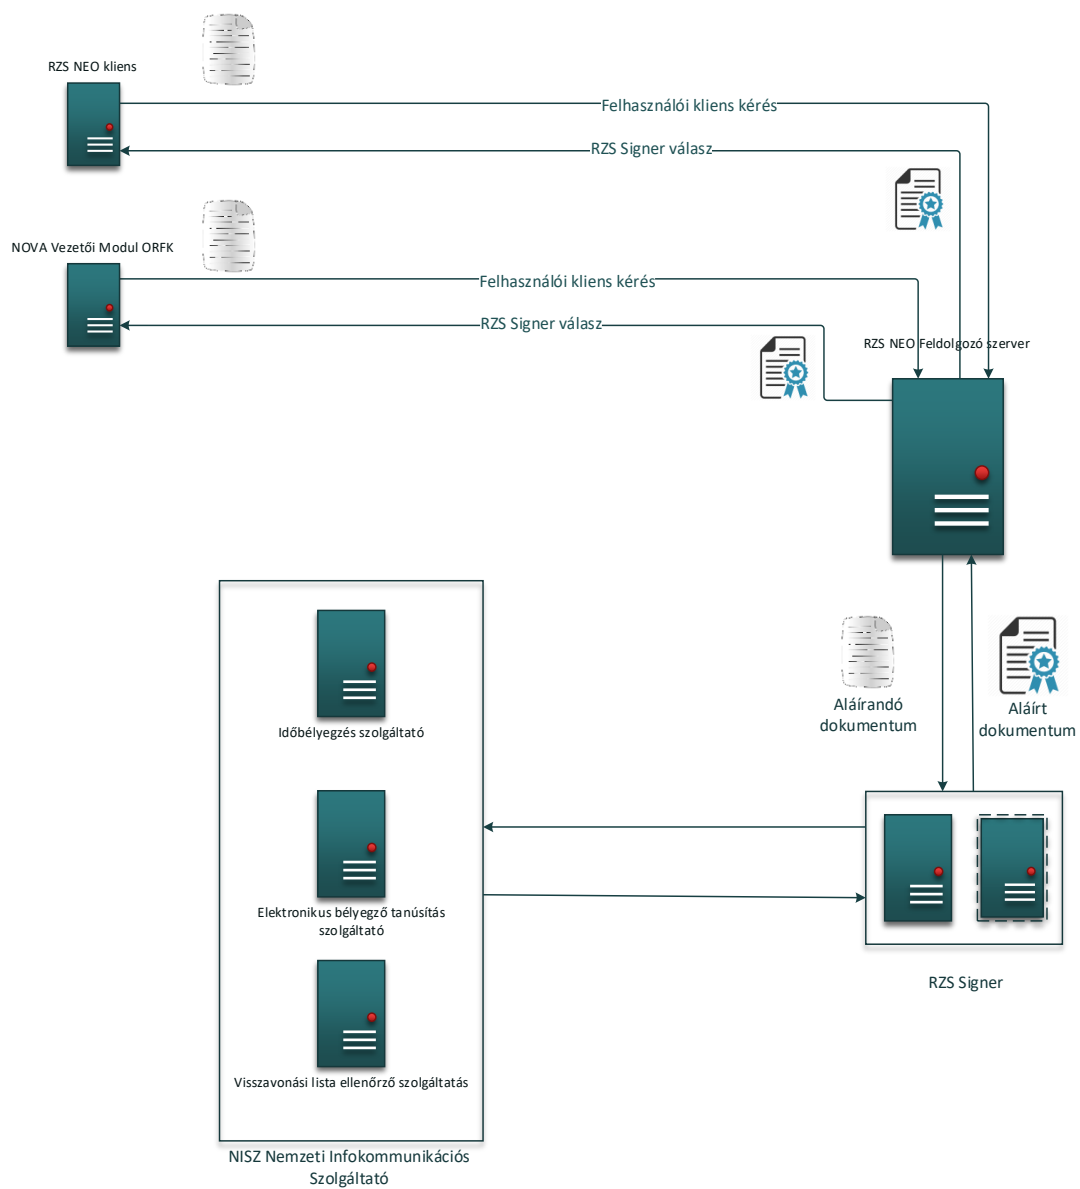 RZS NEO kliens
Felhasználói kliens kérés
RZS Signer válasz
NOVA Vezetői Modul ORFK
Felhasználói kliens kérés
RZS Signer válasz
RZS NEO Feldolgozó szerver
Aláírandó
dokumentum
Aláírt
dokumentum
Időbélyegzés szolgáltató
Elektronikus bélyegző tanúsítás
szolgáltató
RZS Signer
Visszavonási lista ellenőrző szolgáltatás
NISZ Nemzeti Infokommunikációs
Szolgáltató